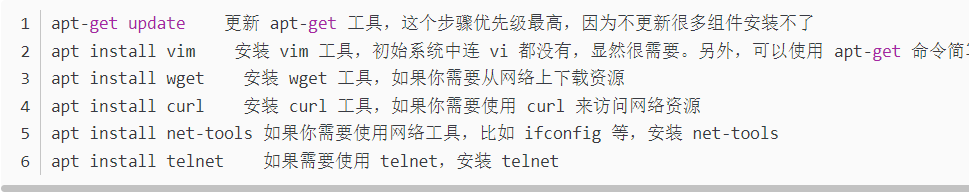 1 apt-get update 更新 apt-get 工具，这个步骤优先级最高，因为不更新很多组件安装不了
2 apt install vim 安装 vim 工具，初始系统中连 vi 都没有，显然很需要。另外，可以使用 apt-get 命令简
3 apt install wget 安装 wget 工具，如果你需要从网络上下载资源
4 apt install curl 安装 curl 工具，如果你需要使用 curl 来访问网络资源
5 apt install net-tools 如果你需要使用网络工具，比如 ifconfig 等，安装 net-tools
6 apt install telnet 如果需要使用 telnet，安装 telnet